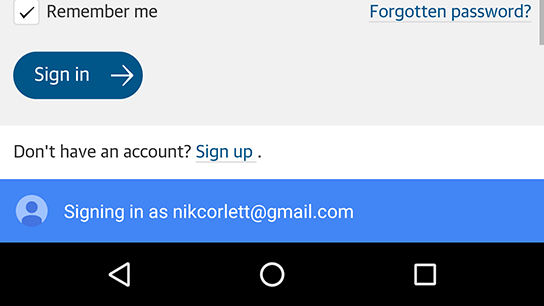 Remember me Forgotten password?
Sign in
Don't have an account? Sign up .
Signing in as nikcorlett@gmail.com